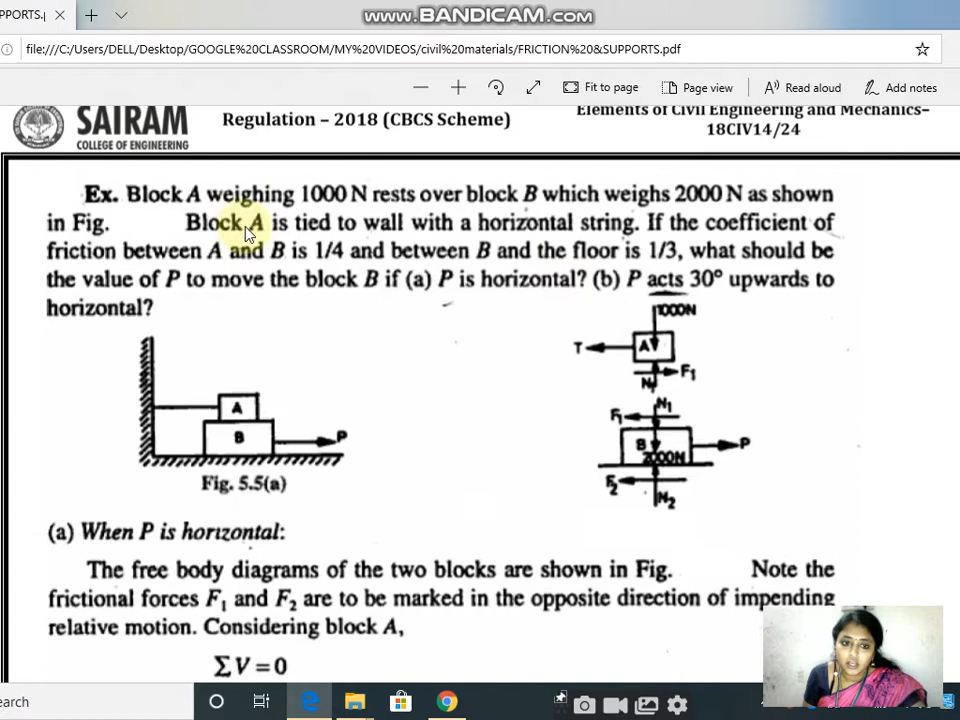 PPORTS.p
www.BANDICAM.com
file:///C:/Users/DELL/Desktop/GOOGLE%20CLASSROOM/MY%20VIDEOS/civil%20materials/FRICTION%20&SUPPORTS.pdf
Fit to page Page view Read aloud Add notes
SAIRAM
COLLEGE OF ENGINEERING
Regulation – 2018 (CBCS Scheme)
Elements of Civil Engineering and Mechanics–
18CIV14/24
Ex. Block A weighing 1000 N rests over block B which weighs 2000 N as shown
in Fig. Block A is tied to wall with a horizontal string. If the coefficient of
friction between A and B is 1/4 and between B and the floor is 1/3, what should be
the value of P to move the block B if (a) P is horizontal? (b) P acts 30° upwards to
horizontal?
1000N
T A F₁
N₁
A
B P
Fig. 5.5(a)
F₁ N₁
B P
2000N
F₂ N₂
(a) When P is horizontal:
The free body diagrams of the two blocks are shown in Fig. Note the
frictional forces F₁ and F₂ are to be marked in the opposite direction of impending
relative motion. Considering block A,
ΣV = 0
earch